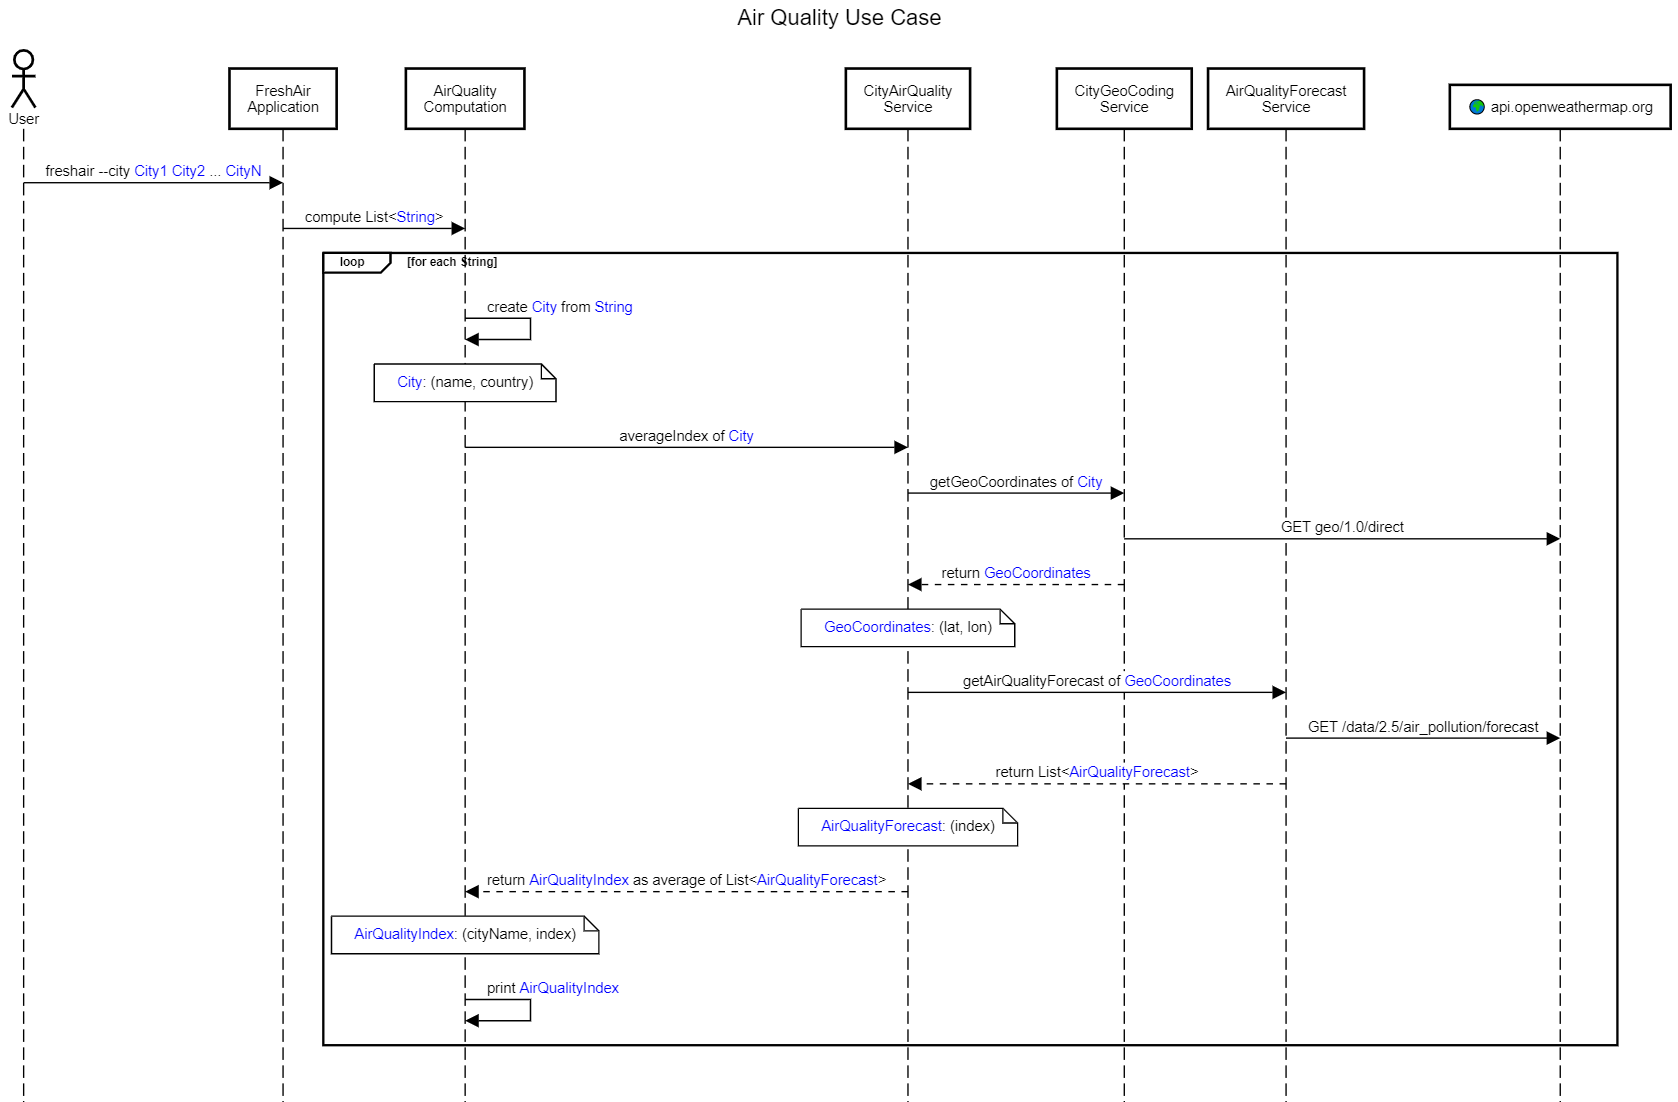 Air Quality Use Case
User
FreshAir
Application
AirQuality
Computation
CityAirQuality
Service
CityGeoCoding
Service
AirQualityForecast
Service
api.openweathermap.org
freshair --city City1 City2 ... CityN
compute List<String>
loop
[for each String]
create City from String
City: (name, country)
averageIndex of City
getGeoCoordinates of City
GET geo/1.0/direct
return GeoCoordinates
GeoCoordinates: (lat, lon)
getAirQualityForecast of GeoCoordinates
GET /data/2.5/air_pollution/forecast
return List<AirQualityForecast>
AirQualityForecast: (index)
return AirQualityIndex as average of List<AirQualityForecast>
AirQualityIndex: (cityName, index)
print AirQualityIndex